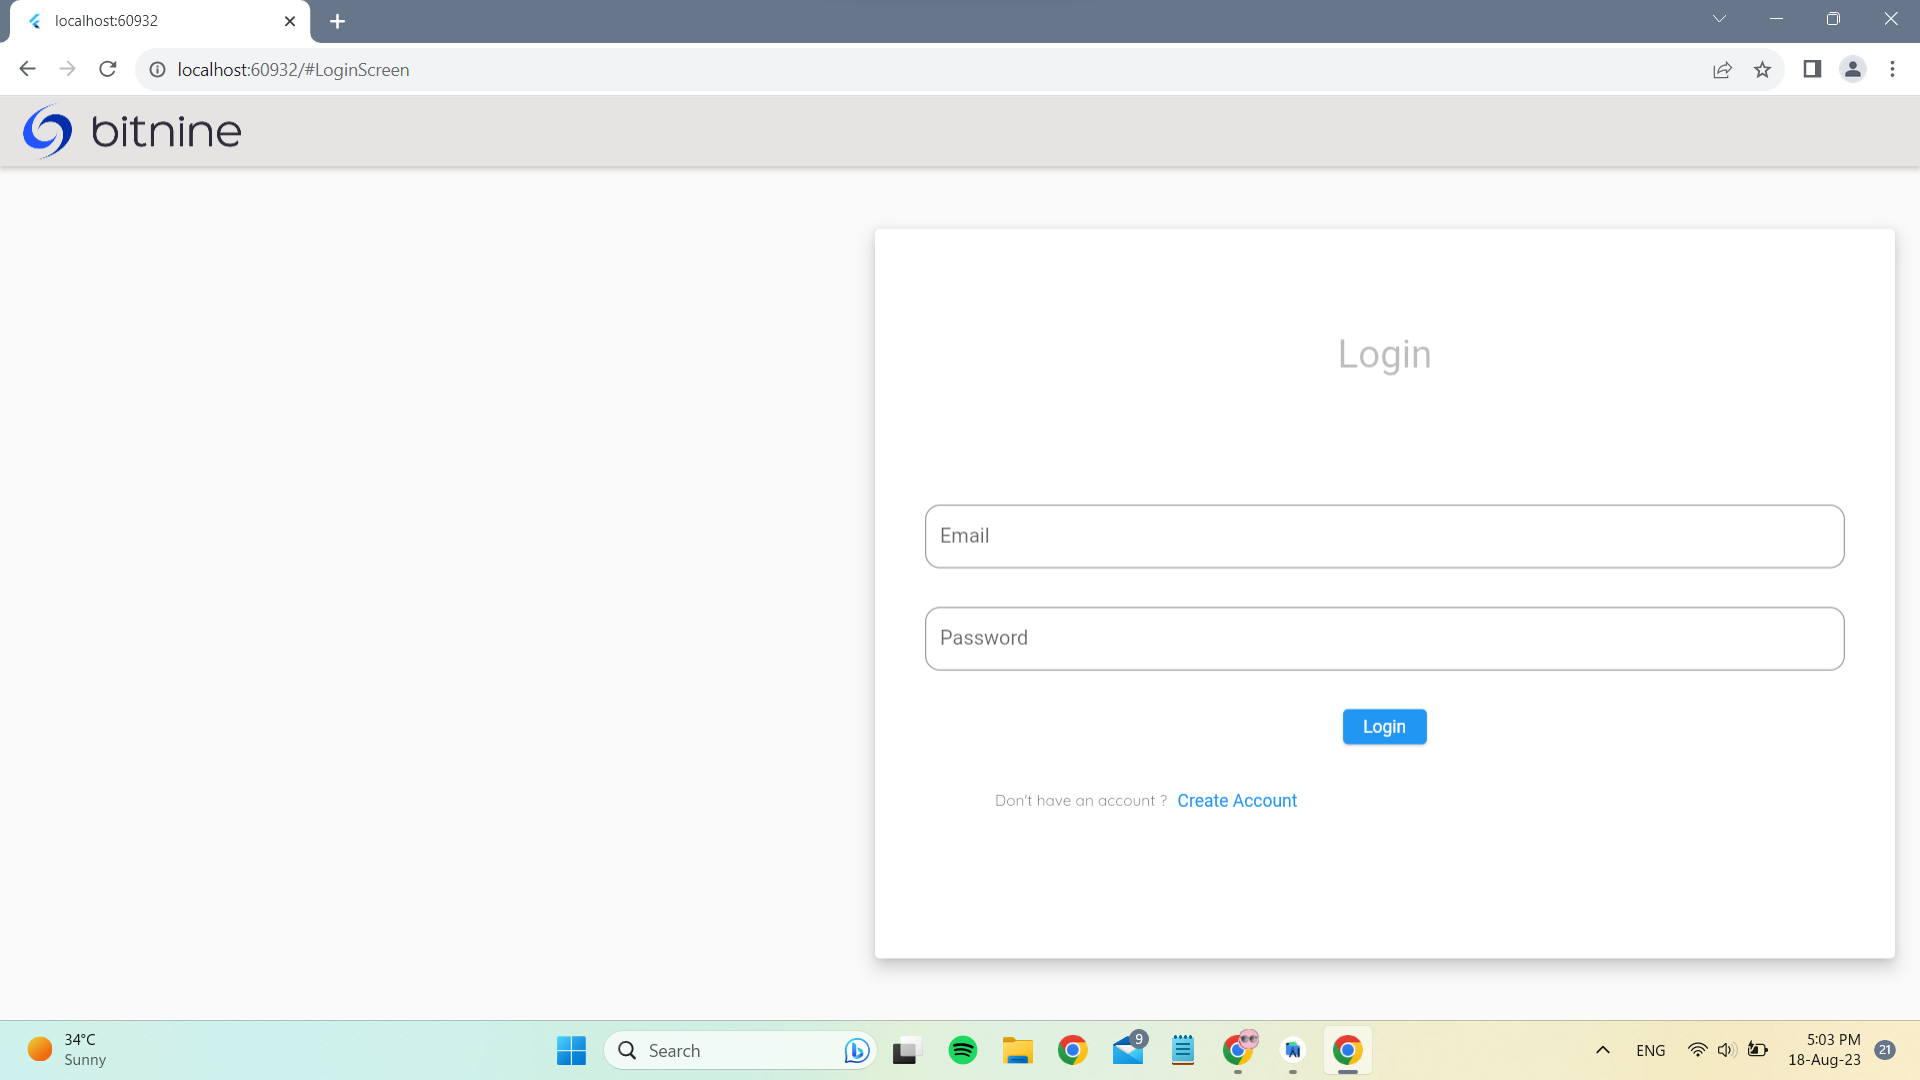 localhost:60932
localhost:60932/#LoginScreen
bitnine
Login
Email
Password
Login
Don't have an account ? Create Account
34°C
Sunny
Search
9
ENG
5:03 PM
18-Aug-23
21